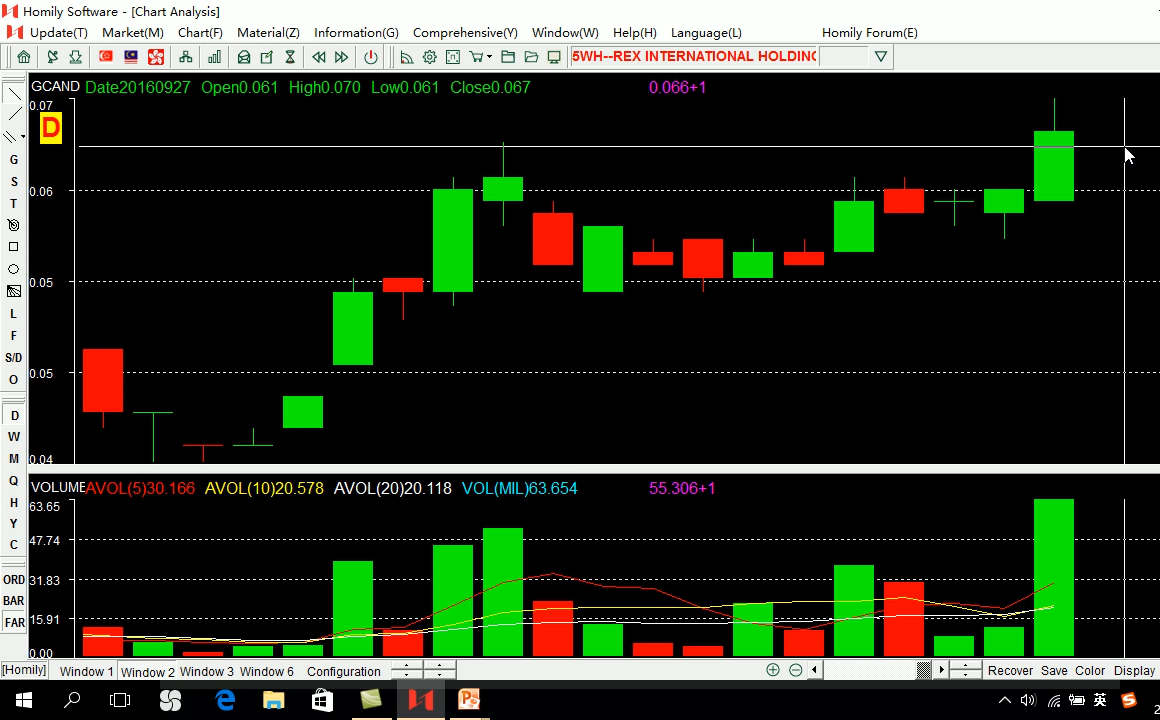 Homily Software - [Chart Analysis]
Update(T) Market(M) Chart(F) Material(Z) Information(G) Comprehensive(Y) Window(W) Help(H) Language(L) Homily Forum(E)
5WH--REX INTERNATIONAL HOLDING
GCAND Date20160927 Open0.061 High0.070 Low0.061 Close0.067 0.066+1
0.07
D
0.06
0.05
0.05
0.04
VOLUME AVOL(5)30.166 AVOL(10)20.578 AVOL(20)20.118 VOL(MIL)63.654 55.306+1
63.65
47.74
31.83
15.91
0.00
G
S
T
L
F
S/D
O
D
W
M
Q
H
Y
C
ORD
BAR
FAR
[Homily] Window 1 Window 2 Window 3 Window 6 Configuration Recover Save Color Display
英
2